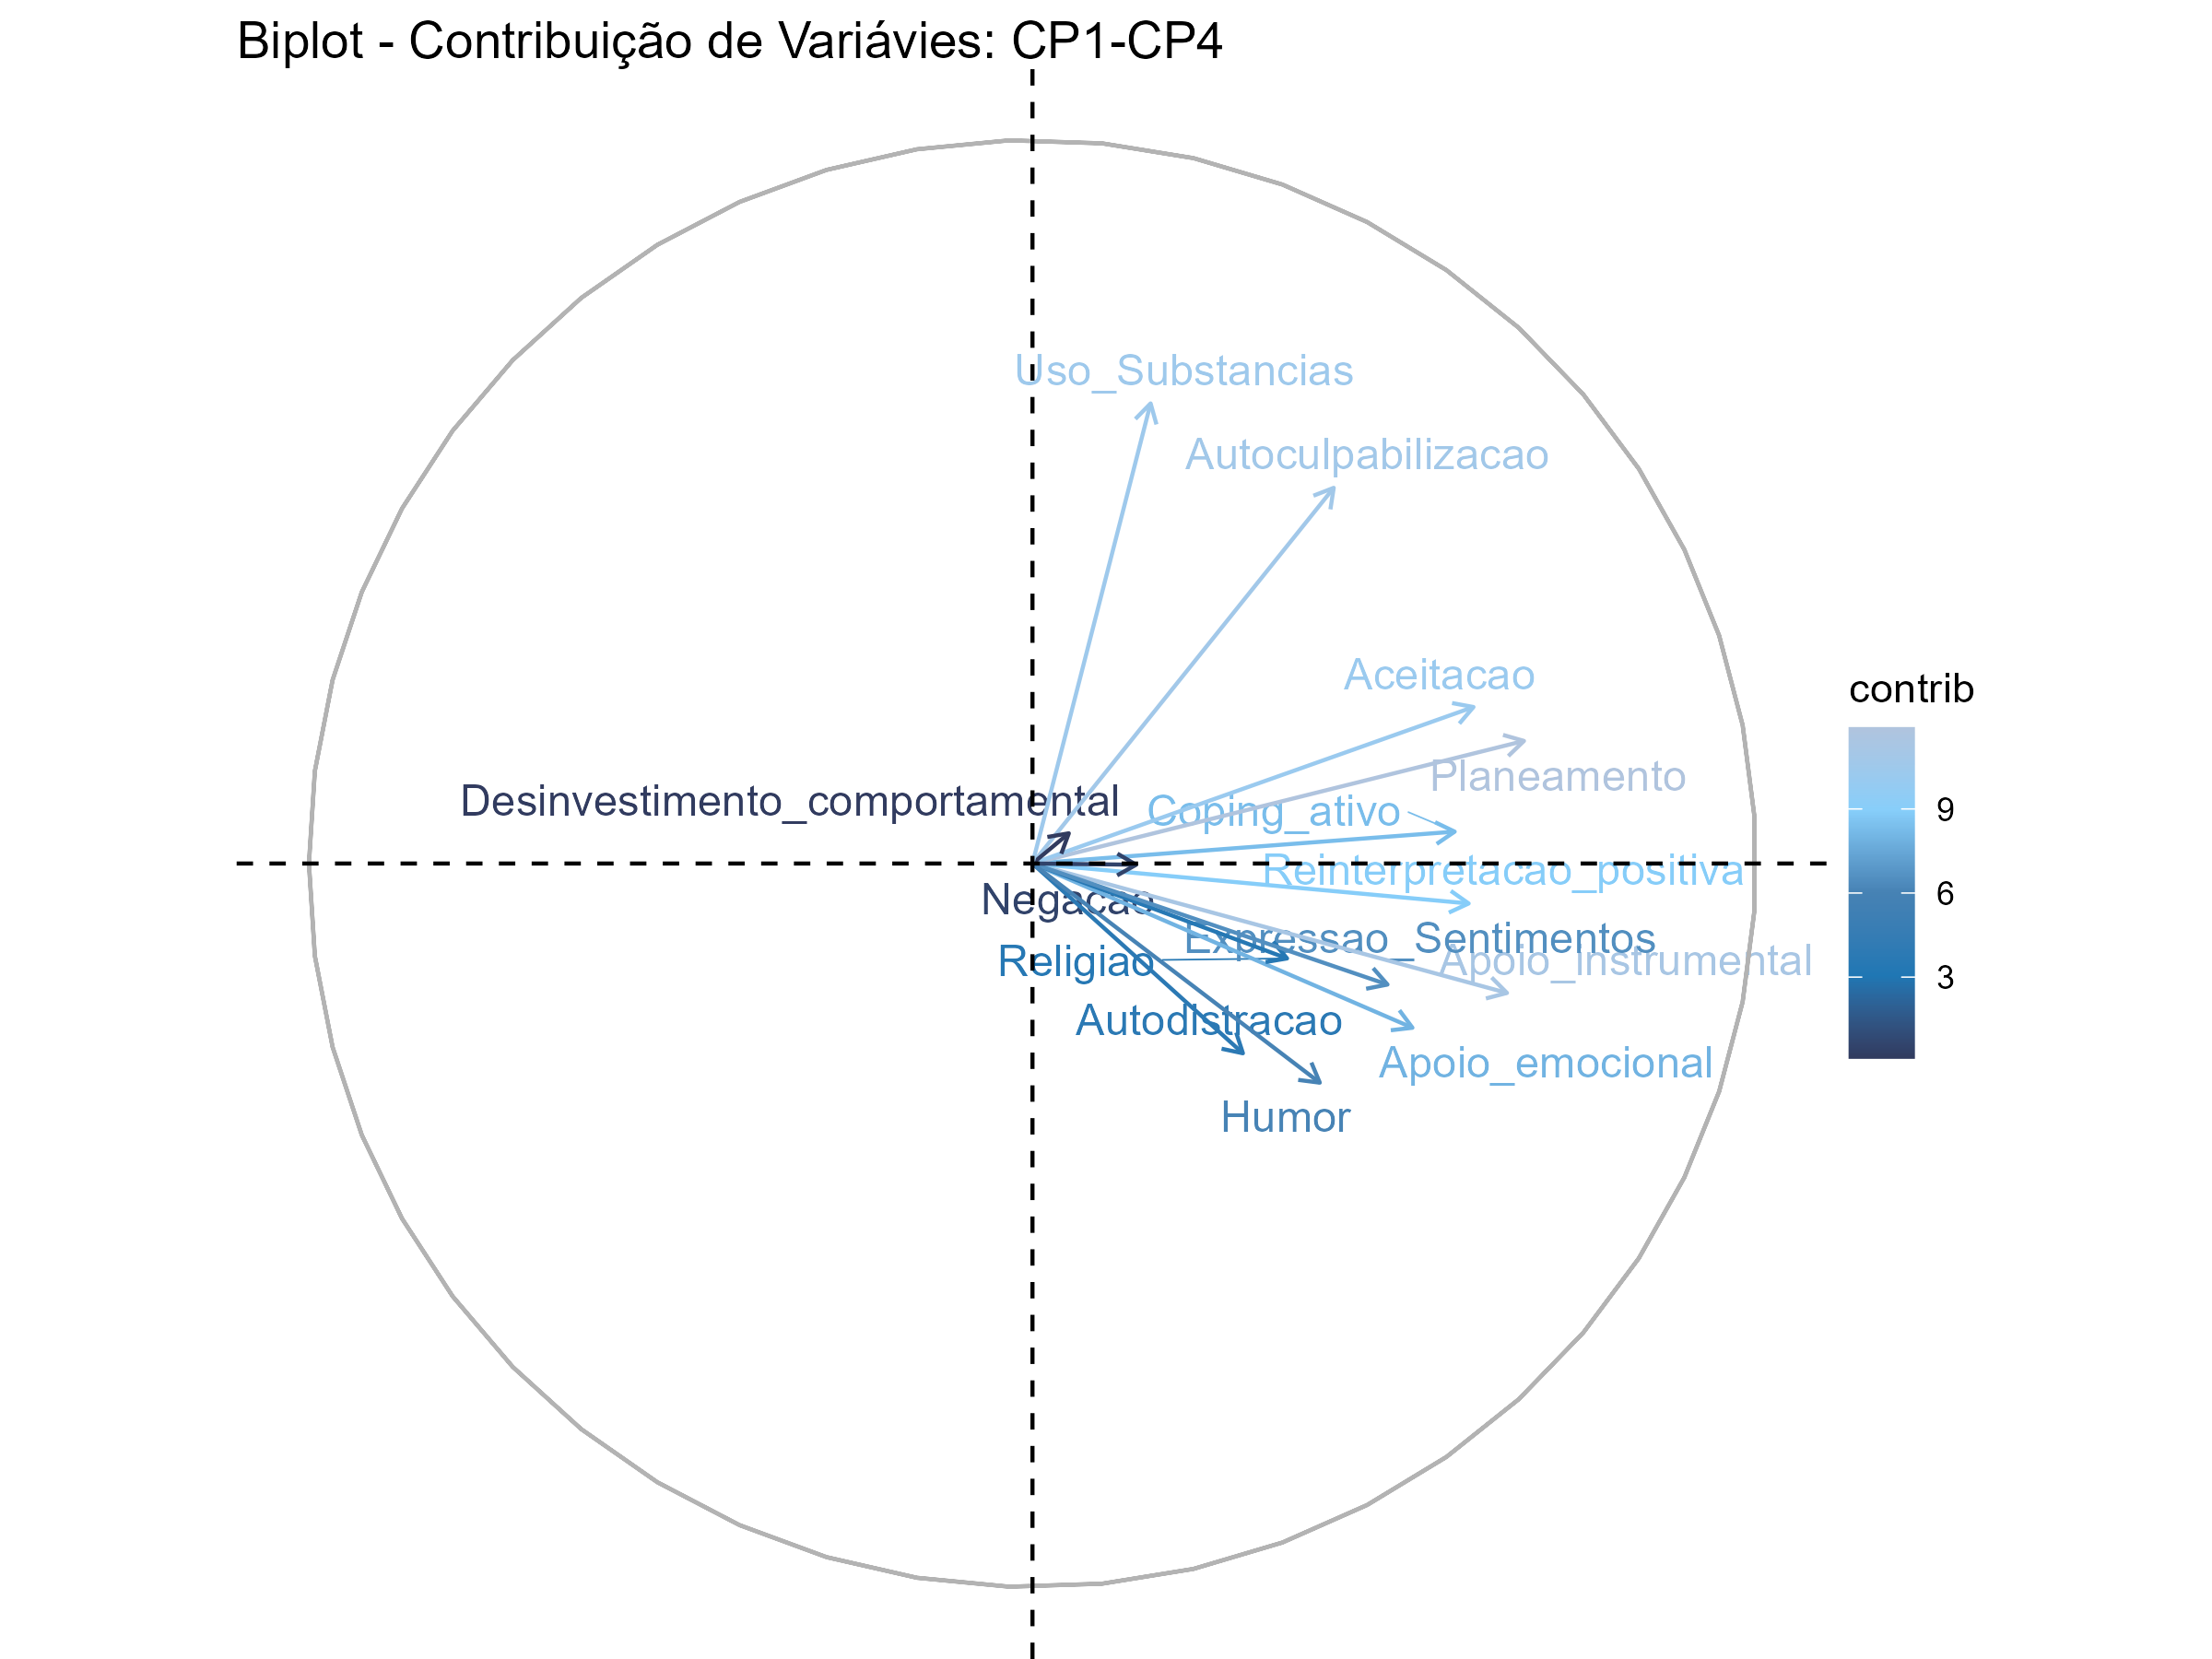 Biplot - Contribuição de Variávies: CP1-CP4
Uso_Substancias
Autoculpabilizacao
Aceitacao
contrib
Planeamento
Desinvestimento_comportamental
Coping_ativo
9
Reinterpretacao_positiva
6
Negacao
Expressao_Sentimentos
Religiao
Apoio_instrumental
3
Autodistracao
Apoio_emocional
Humor